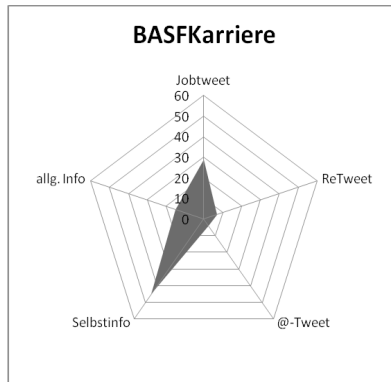 BASFKarriere
Jobtweet
60
50
40
30
20
10
0
allg. Info
ReTweet
Selbstinfo
@-Tweet